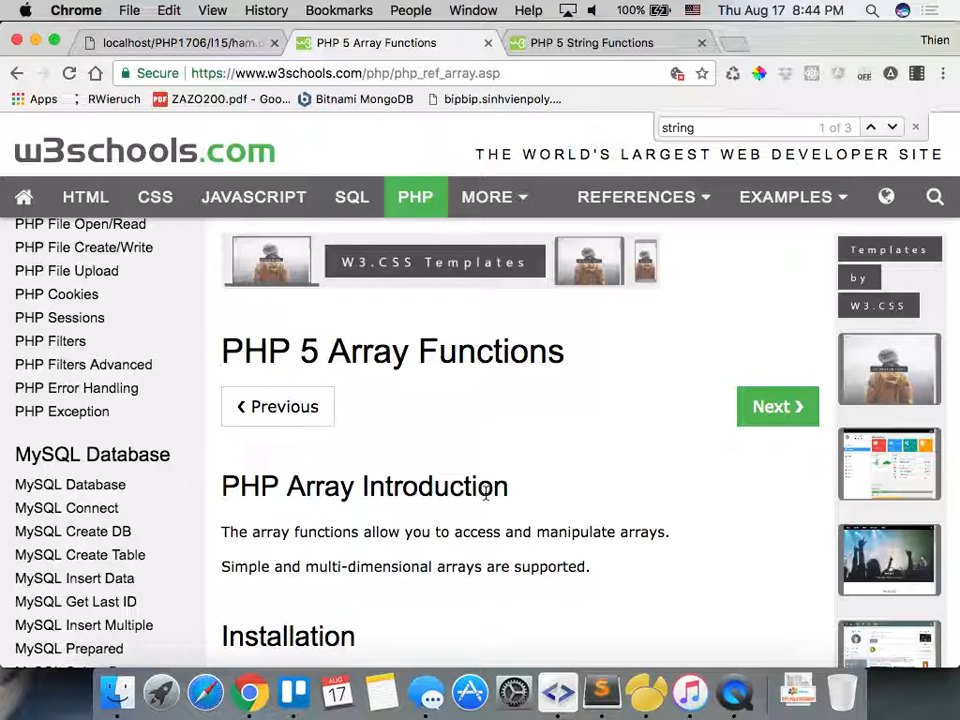 Chrome File Edit View History Bookmarks People Window Help 100% Thu Aug 17 8:44 PM
localhost/PHP1706/l15/ham.p × PHP 5 Array Functions × PHP 5 String Functions × Thien
Secure https://www.w3schools.com/php/php_ref_array.asp OFF
Apps RWieruch PDF ZAZO200.pdf - Goo... Bitnami MongoDB bipbip.sinhvienpoly....
string 1 of 3 ×
w3schools.com THE WORLD'S LARGEST WEB DEVELOPER SITE
HTML CSS JAVASCRIPT SQL PHP MORE REFERENCES EXAMPLES
PHP File Open/Read
PHP File Create/Write
PHP File Upload
PHP Cookies
PHP Sessions
PHP Filters
PHP Filters Advanced
PHP Error Handling
PHP Exception
MySQL Database
MySQL Database
MySQL Connect
MySQL Create DB
MySQL Create Table
MySQL Insert Data
MySQL Get Last ID
MySQL Insert Multiple
MySQL Prepared
W3.CSS Templates
PHP 5 Array Functions
❮ Previous Next ❯
PHP Array Introduction
The array functions allow you to access and manipulate arrays.
Simple and multi-dimensional arrays are supported.
Installation
Templates
by
W3.CSS
AUG
17